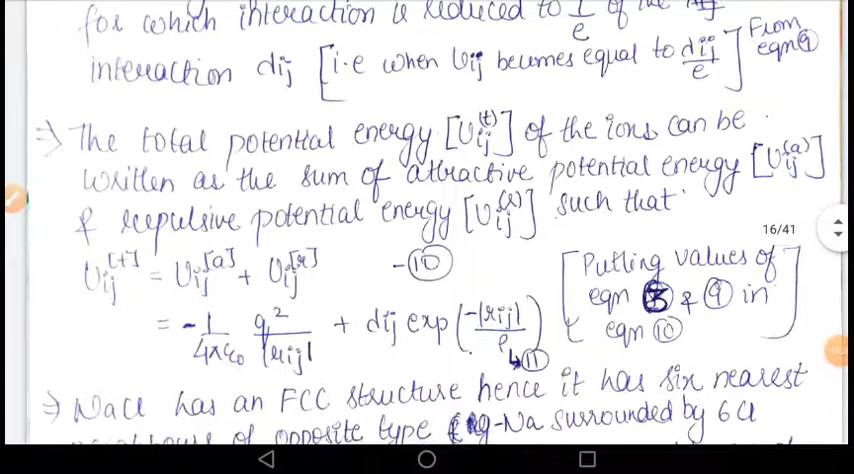 for which interaction is reduced to 1/e of the
interaction dij [i.e when Uij becomes equal to dij/e] From eqn (9)
⇒ The total potential energy [Uij^(t)] of the ions can be
written as the sum of attractive potential energy [Uij^(a)]
& repulsive potential energy [Uij^(r)] such that
16/41
Uij^[t] = Uij^[a] + Uij^[r] - (10)
[Putting values of
eqn & (9) in
eqn (10)]
= -1/4πε0 q²/|rij| + dij exp(-|rij|/ρ) ↳(11)
⇒ NaCl has an FCC structure hence it has six nearest
of opposite type eg-Na surrounded by 6Cl